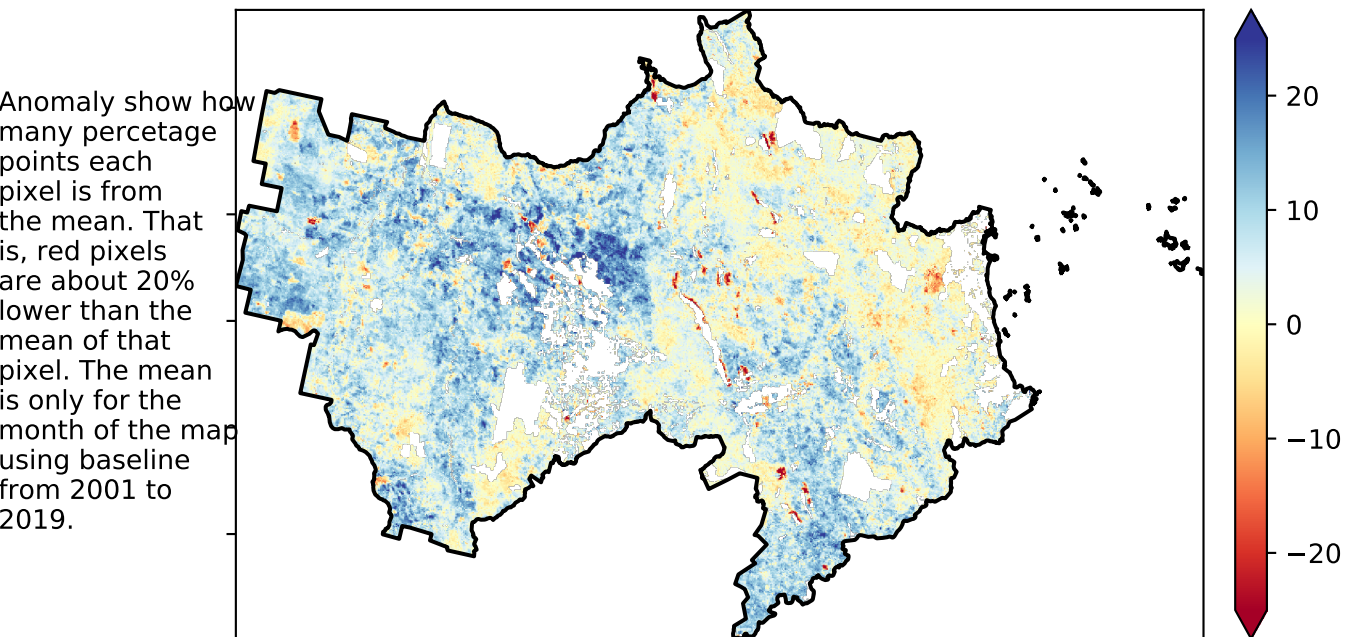 Anomaly show how
many percetage
points each
pixel is from
the mean. That
is, red pixels
are about 20%
lower than the
mean of that
pixel. The mean
is only for the
month of the map
using baseline
from 2001 to
2019.
20
10
0
−10
−20